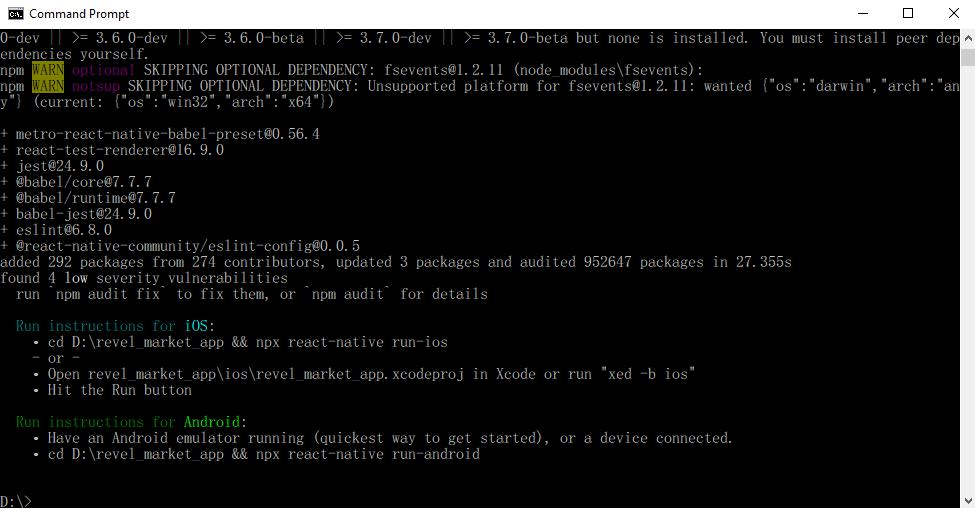 Command Prompt
0-dev || >= 3.6.0-dev || >= 3.6.0-beta || >= 3.7.0-dev || >= 3.7.0-beta but none is installed. You must install peer dep
endencies yourself.
npm WARN optional SKIPPING OPTIONAL DEPENDENCY: fsevents@1.2.11 (node_modules\fsevents):
npm WARN notsup SKIPPING OPTIONAL DEPENDENCY: Unsupported platform for fsevents@1.2.11: wanted {"os":"darwin","arch":"an
y"} (current: {"os":"win32","arch":"x64"})
+ metro-react-native-babel-preset@0.56.4
+ react-test-renderer@16.9.0
+ jest@24.9.0
+ @babel/core@7.7.7
+ @babel/runtime@7.7.7
+ babel-jest@24.9.0
+ eslint@6.8.0
+ @react-native-community/eslint-config@0.0.5
added 292 packages from 274 contributors, updated 3 packages and audited 952647 packages in 27.355s
found 4 low severity vulnerabilities
run `npm audit fix` to fix them, or `npm audit` for details
Run instructions for iOS:
• cd D:\revel_market_app && npx react-native run-ios
- or -
• Open revel_market_app\ios\revel_market_app.xcodeproj in Xcode or run "xed -b ios"
• Hit the Run button
Run instructions for Android:
• Have an Android emulator running (quickest way to get started), or a device connected.
• cd D:\revel_market_app && npx react-native run-android
D:\>